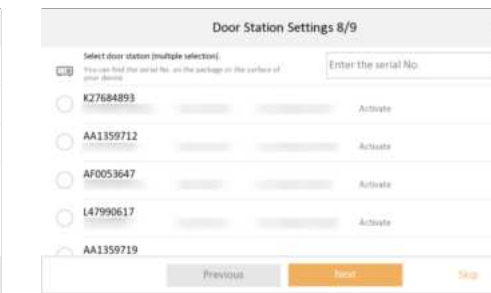 Door Station Settings 8/9
Select door station (multiple selection).
You can find the serial No. on the package or the surface of
your device.
Enter the serial No.
K27684893
Activate
AA1359712
Activate
AF0053647
Activate
L47990617
Activate
AA1359719
Previous
Next
Skip